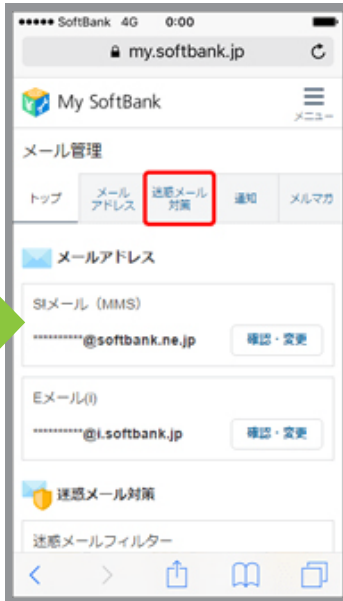 SoftBank 4G 0:00
my.softbank.jp
My SoftBank
メニュー
メール管理
トップ
メール
アドレス
迷惑メール
対策
通知
メルマガ
メールアドレス
S!メール（MMS）
**********@softbank.ne.jp 確認・変更
Eメール(i)
**********@i.softbank.jp 確認・変更
迷惑メール対策
迷惑メールフィルター